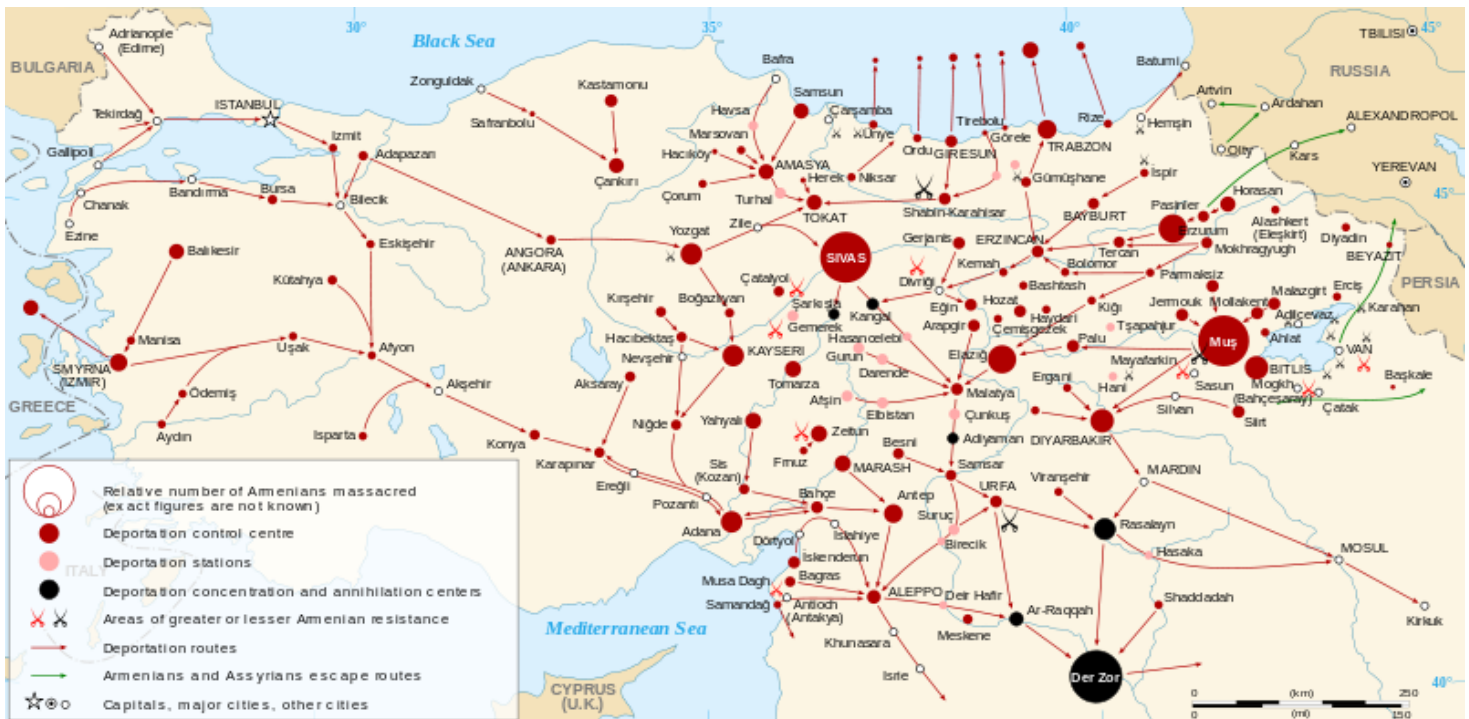 30°
35°
40°
45°
Black Sea
Adrianople
(Edirne)
BULGARIA
TBILISI
RUSSIA
Zonguldak
Kastamonu
Bafra
Batumi
Samsun
Artvin
Ardahan
ALEXANDROPOL
Tekirdağ
ISTANBUL
Havsa
Çarşamba
Tirebolu
Rize
Hemşin
Safranbolu
Marsovan
Ünye
Ordu
GIRESUN
Görele
TRABZON
Olay
Kars
Izmit
Adapazarı
Hacıköy
AMASYA
YEREVAN
Gallipoli
Çankırı
Herek
Niksar
Gümüşhane
İspir
45°
Bandırma
Bursa
Bilecik
Çorum
Turhal
TOKAT
Shabin-Karahisar
BAYBURT
Pasinler
Horasan
Chanak
Ezine
Zile
Erzurum
Alashkert
(Eleşkirt)
Diyadin
Balıkesir
Eskişehir
ANGORA
(ANKARA)
Yozgat
SIVAS
Gerjanis
ERZINCAN
Tercan
Mokhragyugh
BEYAZIT
Kütahya
Çatalyol
Divriği
Kemah
Bolomor
Parmaksiz
PERSIA
Kırşehir
Boğazlıyan
Sarkışla
Kangal
Eğin
Hozat
Bashtash
Kiğı
Jermouk
Mollakent
Malazgirt
Erciş
Karahan
Gemerek
Arapgir
Çemişgezek
Haydari
Tşapahjur
Adilcevaz
Manisa
Uşak
Afyon
Hacıbektaş
Nevşehir
KAYSERI
Hasançelebi
Gurun
Elazığ
Palu
Muş
Ahlat
VAN
SMYRNA
(IZMIR)
Aksaray
Tomarza
Darende
Mayafarkin
BITLIS
Ödemiş
Akşehir
Afşin
Elbistan
Malatya
Ergani
Hani
Sasun
Mogkh
(Bahçeşaray)
Başkale
GREECE
Çunkuş
Silvan
Çatak
Aydın
Isparta
Konya
Niğde
Yahyalı
Zeitun
Fırnuz
Besni
Adiyaman
DIYARBAKIR
Siirt
Karapınar
Ereğli
Sis
(Kozan)
MARASH
Samsar
Viranşehir
MARDIN
Pozantı
Bahçe
Antep
Suruç
URFA
Adana
Dörtyol
Islahiye
Birecik
Rasalayn
Hasaka
MOSUL
İskenderun
Musa Dagh
Bagras
Samandağ
Antioch
(Antakya)
ALEPPO
Deir Hafir
Ar-Raqqah
Shaddadah
Kirkuk
Meskene
Mediterranean Sea
Khunasara
Isrie
Der Zor
40°
CYPRUS
(U.K.)
ITALY
Relative number of Armenians massacred
(exact figures are not known)
Deportation control centre
Deportation stations
Deportation concentration and annihilation centers
Areas of greater or lesser Armenian resistance
Deportation routes
Armenians and Assyrians escape routes
Capitals, major cities, other cities
0 (km) 250
0 (mi) 150